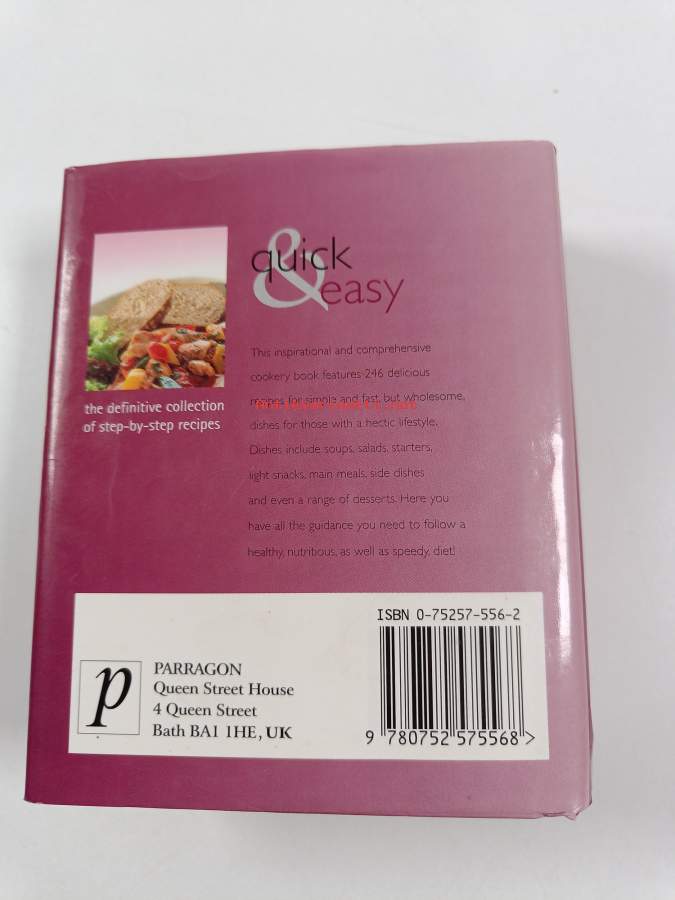 quick
& easy
This inspirational and comprehensive
cookery book features 246 delicious
recipes for simple and fast, but wholesome,
dishes for those with a hectic lifestyle.
Dishes include soups, salads, starters,
light snacks, main meals, side dishes
and even a range of desserts. Here you
have all the guidance you need to follow a
healthy, nutritious, as well as speedy, diet!
the definitive collection
of step-by-step recipes
ISBN 0-75257-556-2
p
PARRAGON
Queen Street House
4 Queen Street
Bath BA1 1HE, UK
9 780752 575568 >